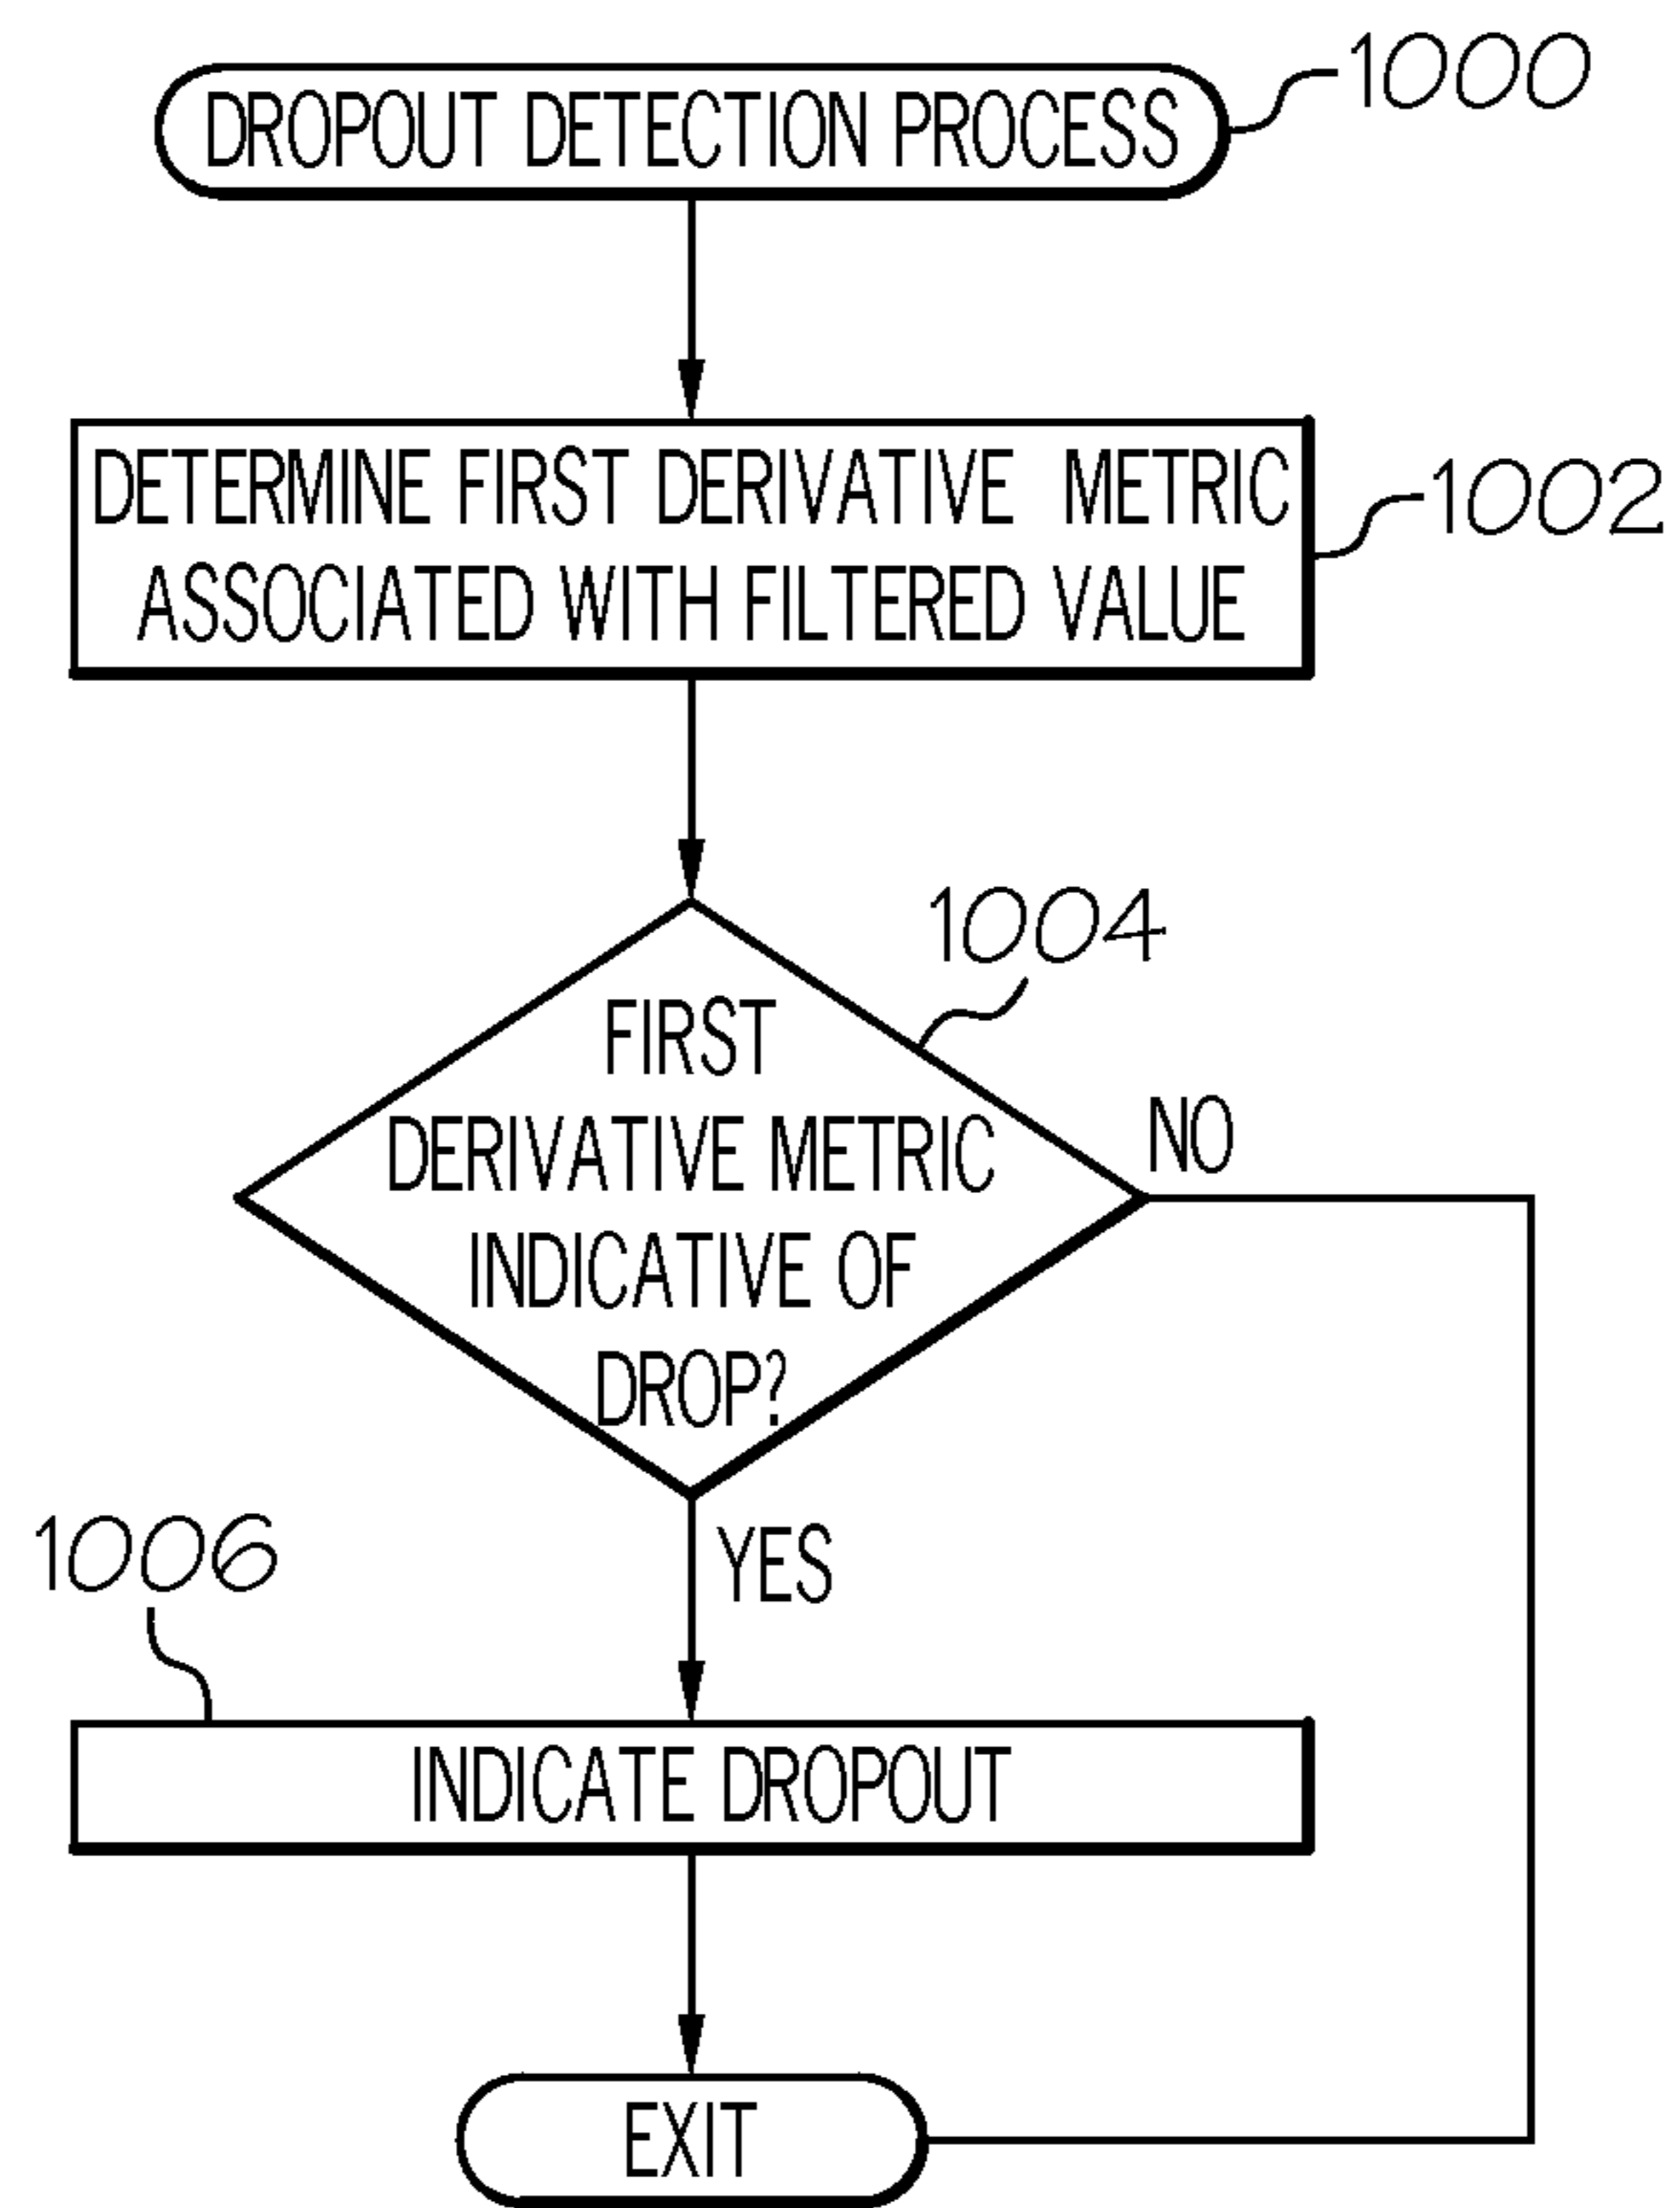 1000
DROPOUT DETECTION PROCESS
DETERMINE FIRST DERIVATIVE METRIC
ASSOCIATED WITH FILTERED VALUE
1002
1004
FIRST
DERIVATIVE METRIC
INDICATIVE OF
DROP?
NO
YES
1006
INDICATE DROPOUT
EXIT